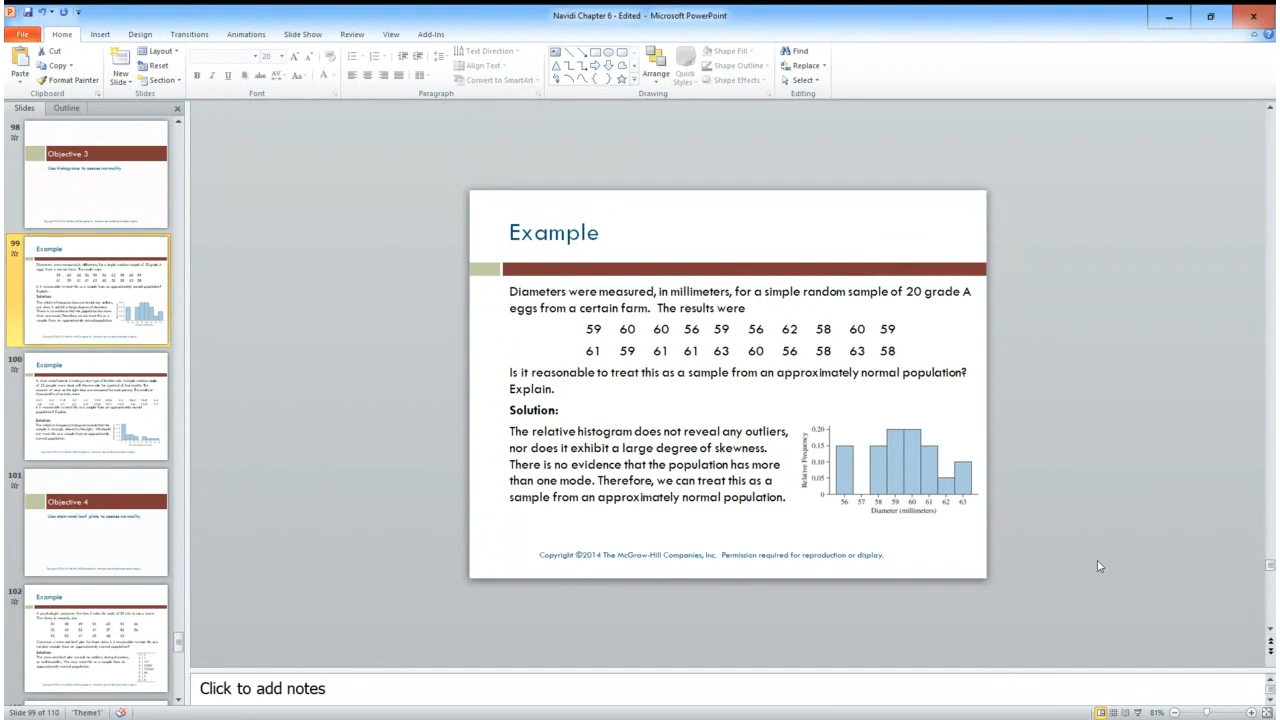 Navidi Chapter 6 - Edited - Microsoft PowerPoint
File Home Insert Design Transitions Animations Slide Show Review View Add-Ins
Paste
Cut
Copy
Format Painter
Clipboard
New Slide
Layout
Reset
Section
Slides
20
B I U S abc AV Aa A
Font
Text Direction
Align Text
Convert to SmartArt
Paragraph
Arrange
Quick Styles
Shape Fill
Shape Outline
Shape Effects
Drawing
Find
Replace
Select
Editing
Slides Outline
98
Objective 3
Use histograms to assess normality
99
Example
100
Example
101
Objective 4
Use stem-and-leaf plots to assess normality
102
Example
Example
Diameters were measured, in millimeters, for a simple random sample of 20 grade A
eggs from a certain farm. The results were
59 60 60 56 59 56 62 58 60 59
61 59 61 61 63 60 56 58 63 58
Is it reasonable to treat this as a sample from an approximately normal population?
Explain.
Solution:
The relative histogram does not reveal any outliers,
nor does it exhibit a large degree of skewness.
There is no evidence that the population has more
than one mode. Therefore, we can treat this as a
sample from an approximately normal population.
Relative Frequency
0.20
0.15
0.10
0.05
0
56 57 58 59 60 61 62 63
Diameter (millimeters)
Copyright ©2014 The McGraw-Hill Companies, Inc. Permission required for reproduction or display.
Click to add notes
Slide 99 of 110 "Theme1" 81%